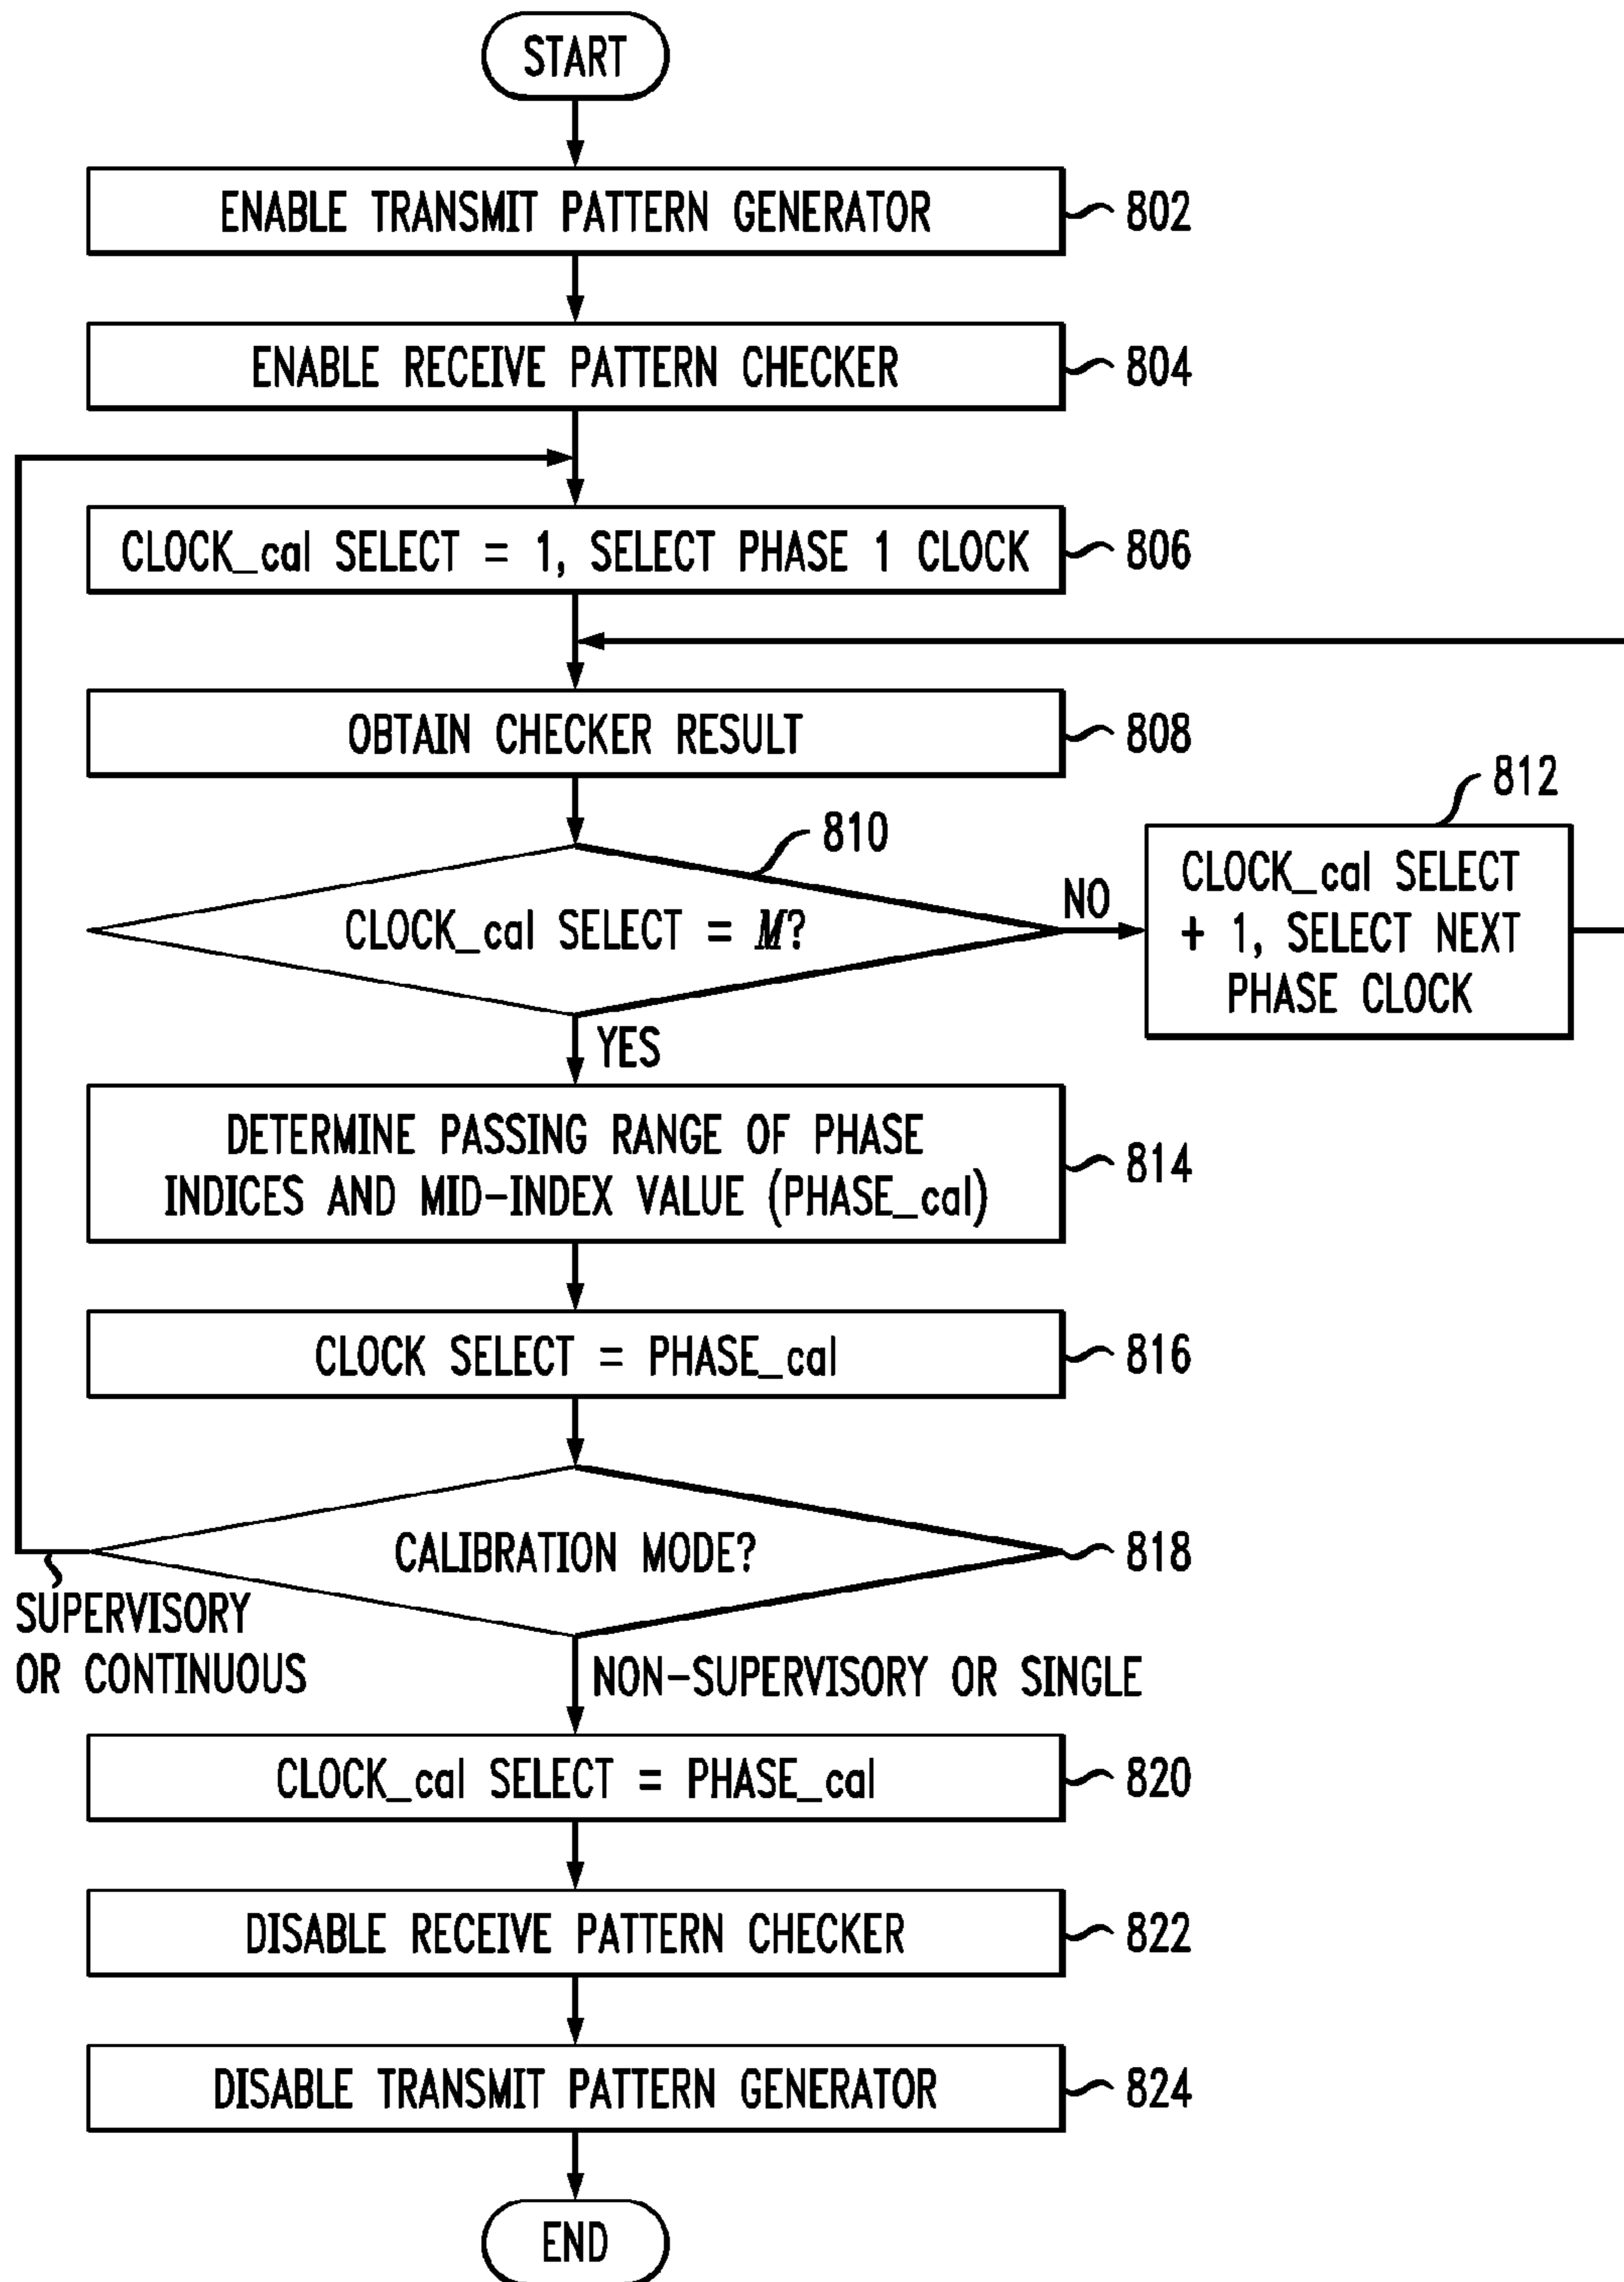 START
ENABLE TRANSMIT PATTERN GENERATOR
802
ENABLE RECEIVE PATTERN CHECKER
804
CLOCK_cal SELECT = 1, SELECT PHASE 1 CLOCK
806
OBTAIN CHECKER RESULT
808
810
CLOCK_cal SELECT = M?
NO
812
CLOCK_cal SELECT
+ 1, SELECT NEXT
PHASE CLOCK
YES
DETERMINE PASSING RANGE OF PHASE
INDICES AND MID-INDEX VALUE (PHASE_cal)
814
CLOCK SELECT = PHASE_cal
816
CALIBRATION MODE?
818
SUPERVISORY
OR CONTINUOUS
NON-SUPERVISORY OR SINGLE
CLOCK_cal SELECT = PHASE_cal
820
DISABLE RECEIVE PATTERN CHECKER
822
DISABLE TRANSMIT PATTERN GENERATOR
824
END